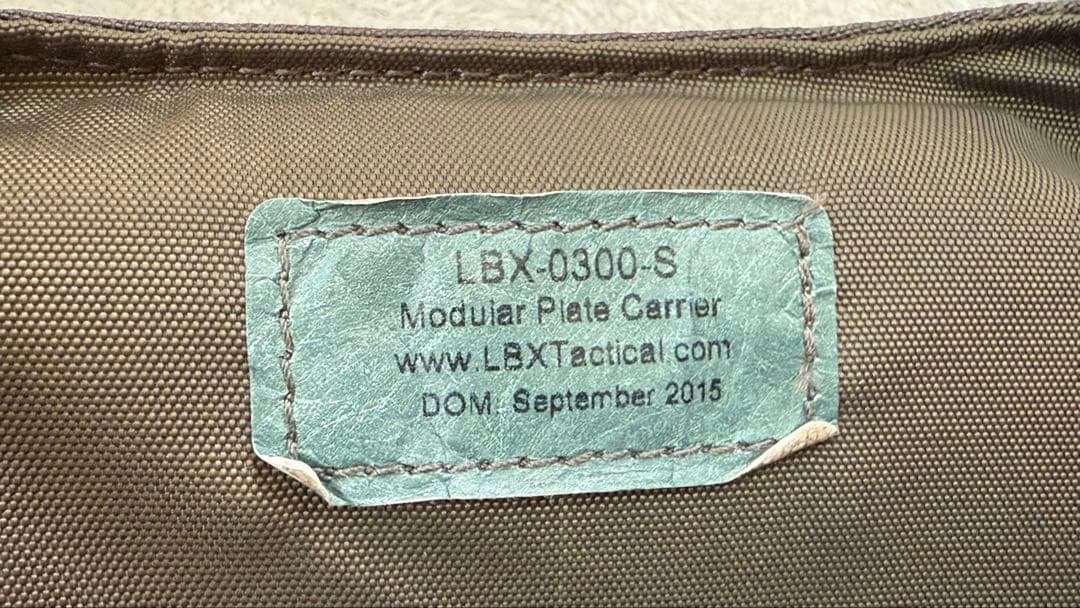 LBX-0300-S
Modular Plate Carrier
www.LBXTactical.com
DOM: September 2015